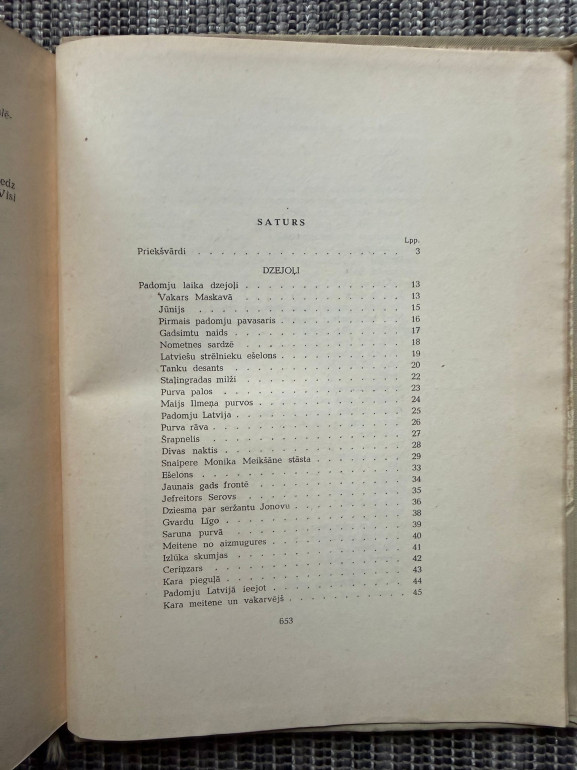 edz
SATURS
Lpp.
Priekšvārdi . . . . . . . . . . . . . . . . . . 3
DZEJOĻI
Padomju laika dzejoļi . . . . . . . . . . . . . . 13
Vakars Maskavā . . . . . . . . . . . . . . 13
Jūnijs . . . . . . . . . . . . . . . . . 15
Pirmais padomju pavasaris . . . . . . . . . . . 16
Gadsimtu naids . . . . . . . . . . . . . . 17
Nometnes sardzē . . . . . . . . . . . . . . 18
Latviešu strēlnieku ešelons . . . . . . . . . . . 19
Tanku desants . . . . . . . . . . . . . . 20
Staļingradas milži . . . . . . . . . . . . . 22
Purva palos . . . . . . . . . . . . . . . 23
Maijs Ilmeņa purvos . . . . . . . . . . . . 24
Padomju Latvija . . . . . . . . . . . . . . 25
Purva rāva . . . . . . . . . . . . . . . 26
Šrapnelis . . . . . . . . . . . . . . . . 27
Divas naktis . . . . . . . . . . . . . . . 28
Snaipere Monika Meikšāne stāsta . . . . . . . . 29
Ešelons . . . . . . . . . . . . . . . . 33
Jaunais gads frontē . . . . . . . . . . . . 34
Jefreitors Serovs . . . . . . . . . . . . . 35
Dziesma par seržantu Jonovu . . . . . . . . . 36
Gvardu Līgo . . . . . . . . . . . . . . . 38
Saruna purvā . . . . . . . . . . . . . . 39
Meitene no aizmugures . . . . . . . . . . . 40
Izlūka skumjas . . . . . . . . . . . . . . 41
Ceriņzars . . . . . . . . . . . . . . . . 42
Kara pieguļā . . . . . . . . . . . . . . 43
Padomju Latvijā ieejot . . . . . . . . . . . 44
Kara meitene un vakarvējš . . . . . . . . . . 45
653